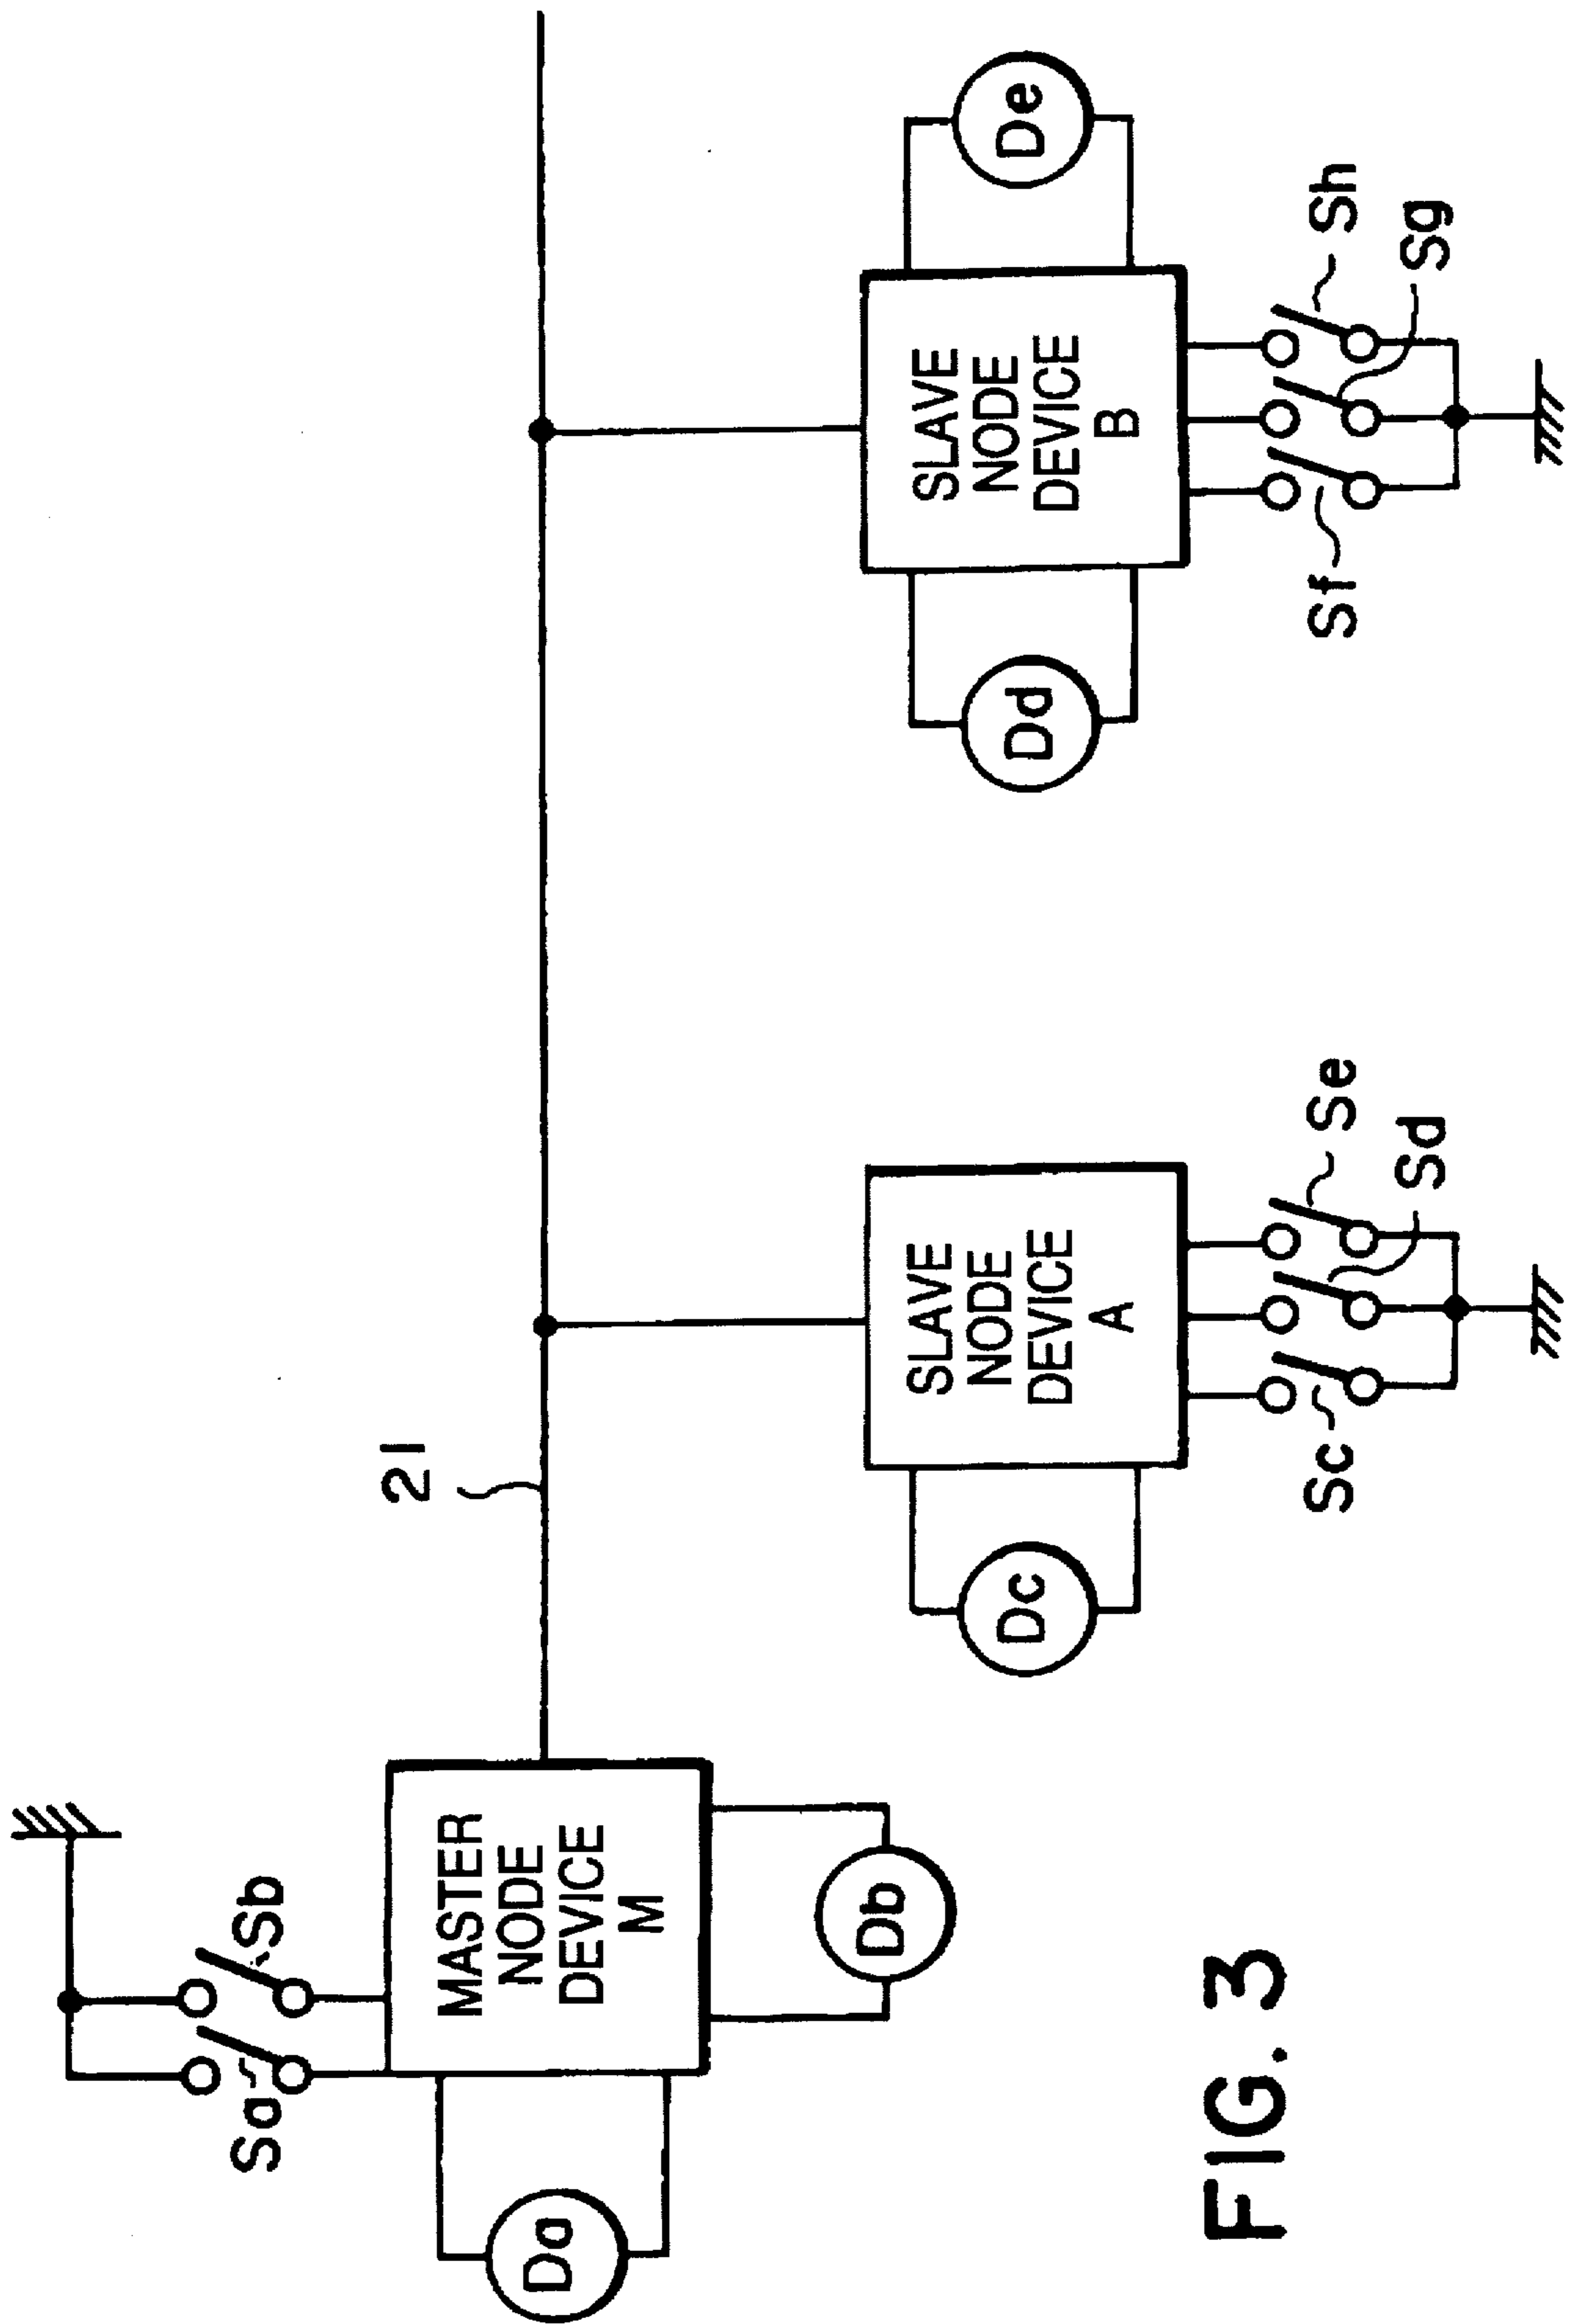 Sa
Sb
MASTER
NODE
DEVICE
M
Da
Db
21
SLAVE
NODE
DEVICE
A
Dc
Sc
Se
Sd
SLAVE
NODE
DEVICE
B
Dd
De
Sf
Sh
Sg
FIG. 3